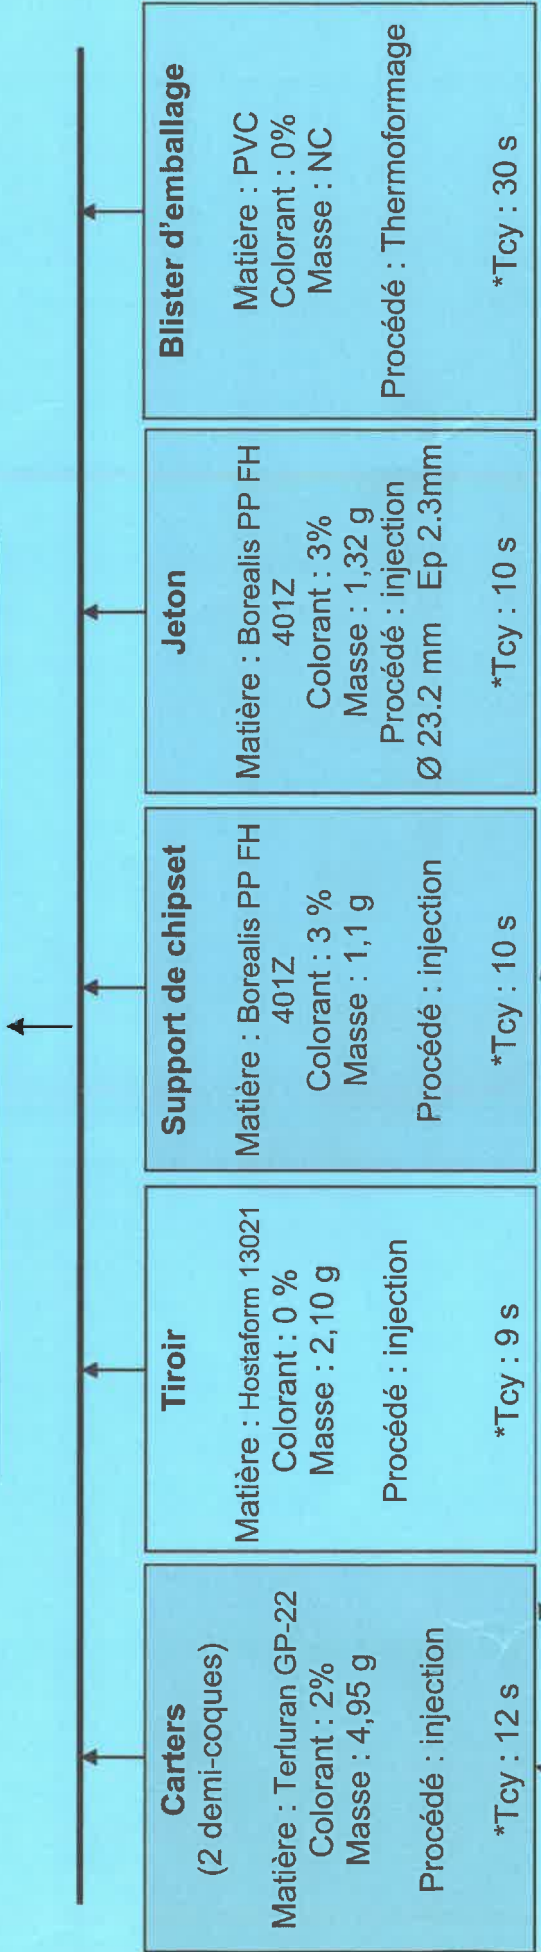 Carters
(2 demi-coques)
Matière : Terluran GP-22
Colorant : 2%
Masse : 4,95 g
Procédé : injection
*Tcy : 12 s
Tiroir
Matière : Hostaform 13021
Colorant : 0 %
Masse : 2,10 g
Procédé : injection
*Tcy : 9 s
Support de chipset
Matière : Borealis PP FH
401Z
Colorant : 3 %
Masse : 1,1 g
Procédé : injection
*Tcy : 10 s
Jeton
Matière : Borealis PP FH
401Z
Colorant : 3%
Masse : 1,32 g
Procédé : injection
Ø 23.2 mm Ep 2.3mm
*Tcy : 10 s
Blister d'emballage
Matière : PVC
Colorant : 0%
Masse : NC
Procédé : Thermoformage
*Tcy : 30 s